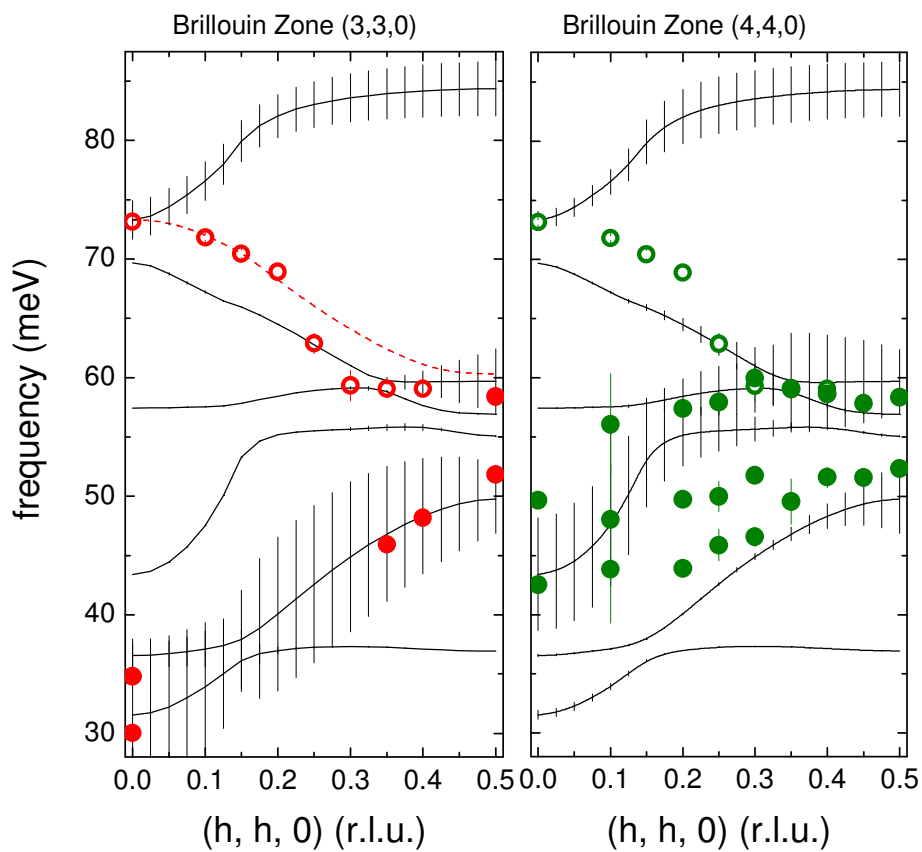 Brillouin Zone (3,3,0) Brillouin Zone (4,4,0)
frequency (meV)
80
70
60
50
40
30
0.0 0.1 0.2 0.3 0.4 0.5 0.0 0.1 0.2 0.3 0.4 0.5
(h, h, 0) (r.l.u.) (h, h, 0) (r.l.u.)